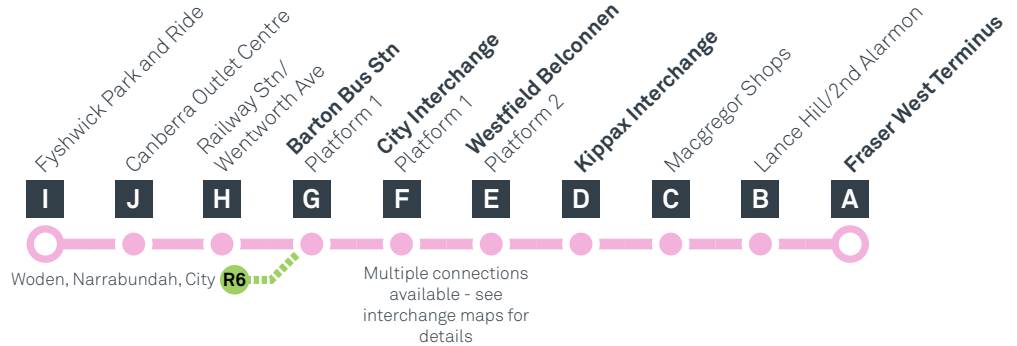 Fyshwick Park and Ride
Canberra Outlet Centre
Railway Stn/
Wentworth Ave
Barton Bus Stn
Platform 1
City Interchange
Platform 1
Westfield Belconnen
Platform 2
Kippax Interchange
Macgregor Shops
Lance Hill/2nd Alarmon
Fraser West Terminus
I
J
H
G
F
E
D
C
B
A
Woden, Narrabundah, City R6
Multiple connections
available - see
interchange maps for
details